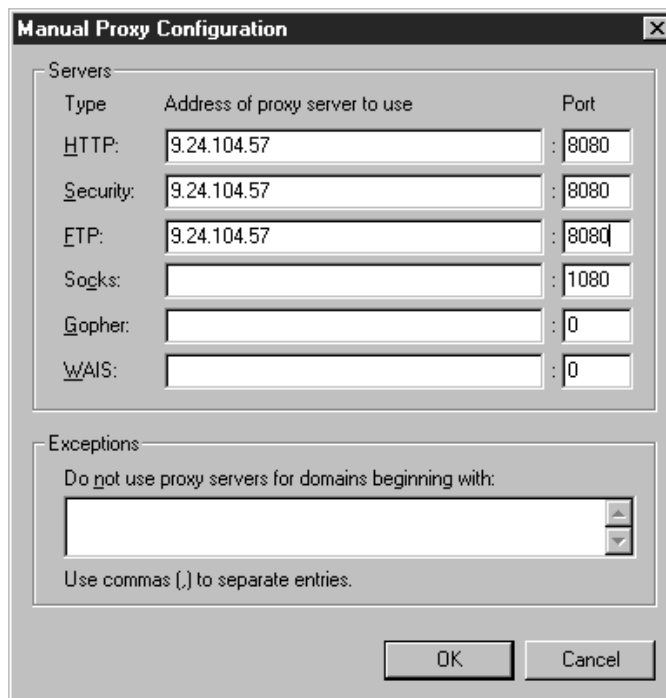 Manual Proxy Configuration
Servers
Type Address of proxy server to use Port
HTTP: 9.24.104.57 : 8080
Security: 9.24.104.57 : 8080
FTP: 9.24.104.57 : 8080
Socks: : 1080
Gopher: : 0
WAIS: : 0
Exceptions
Do not use proxy servers for domains beginning with:
Use commas (,) to separate entries.
OK Cancel